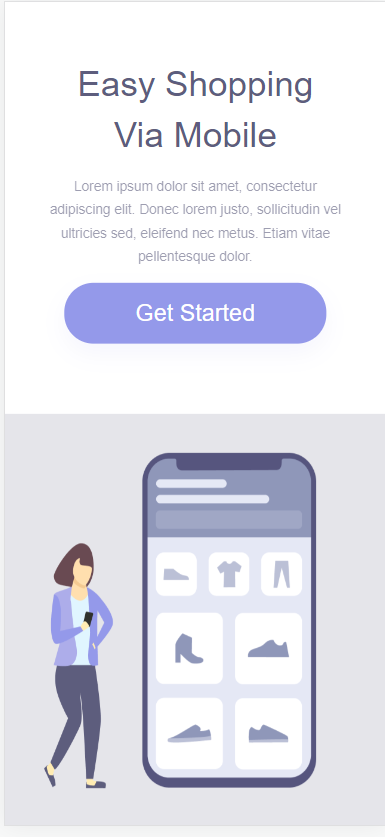 Easy Shopping
Via Mobile
Lorem ipsum dolor sit amet, consectetur
adipiscing elit. Donec lorem justo, sollicitudin vel
ultricies sed, eleifend nec metus. Etiam vitae
pellentesque dolor.
Get Started